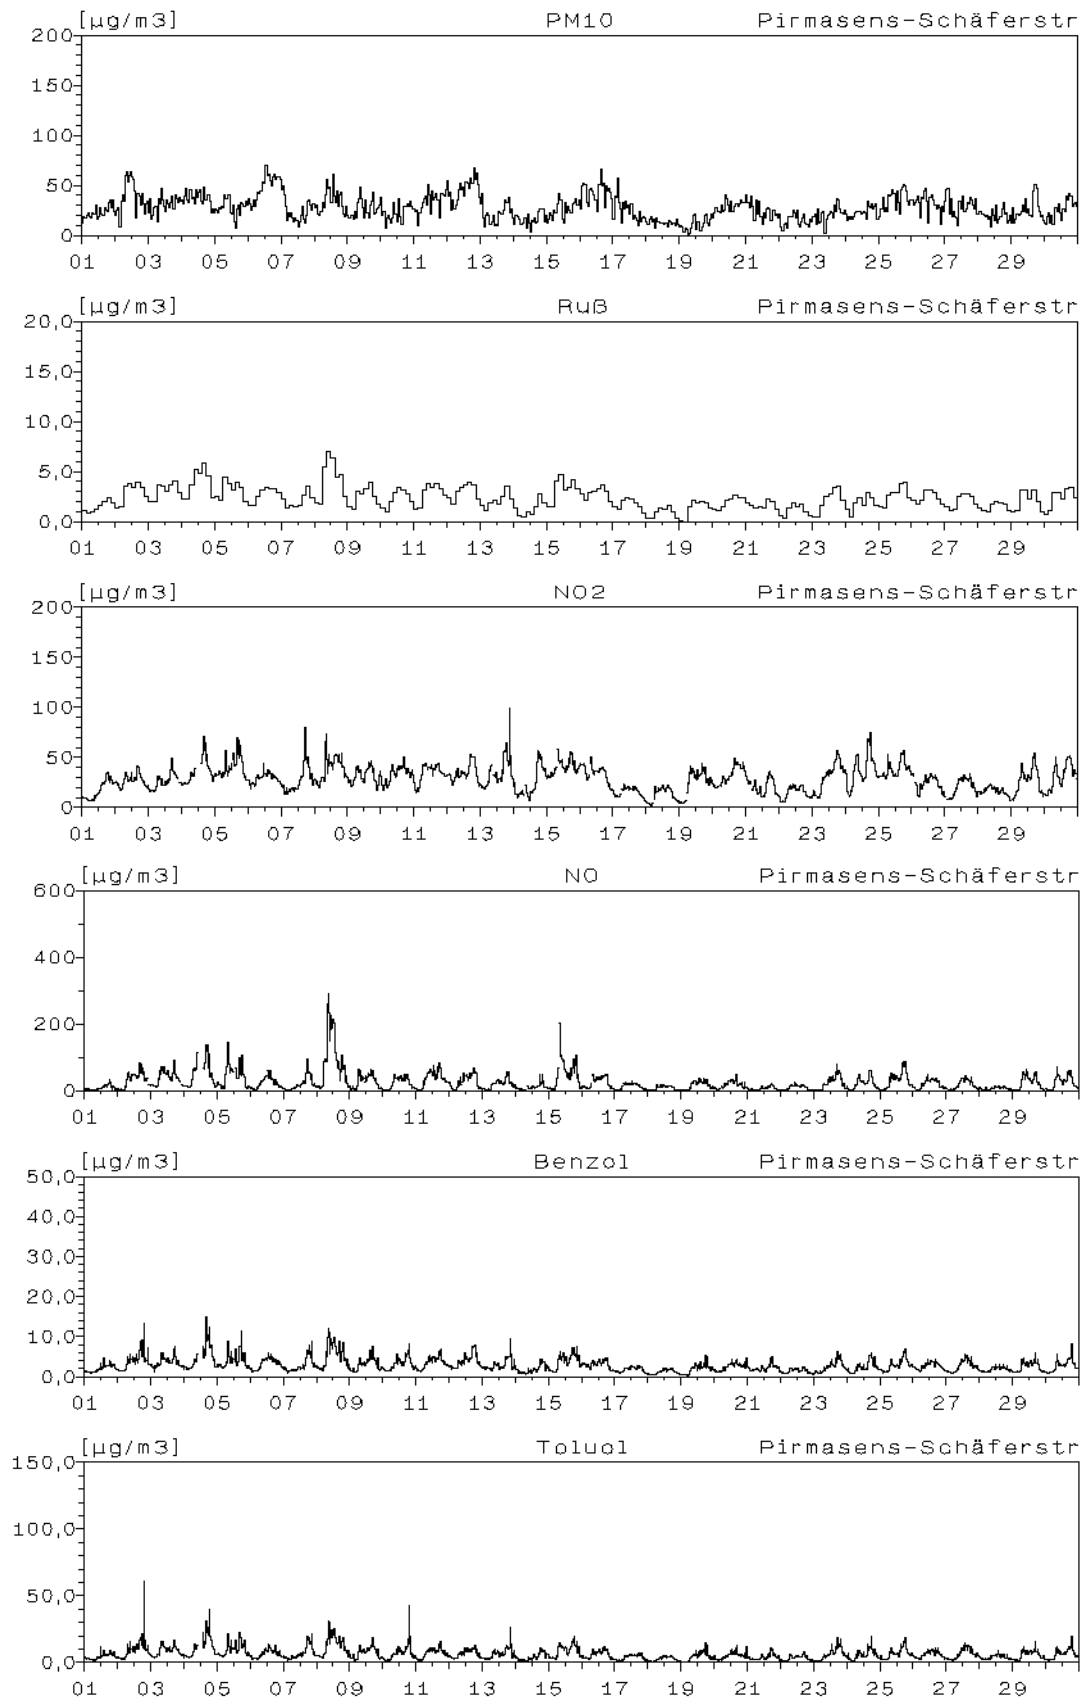 [µg/m3] PM10 Pirmasens-Schäferstr
200
150
100
50
0
01 03 05 07 09 11 13 15 17 19 21 23 25 27 29
[µg/m3] Ruß Pirmasens-Schäferstr
20,0
15,0
10,0
5,0
0,0
01 03 05 07 09 11 13 15 17 19 21 23 25 27 29
[µg/m3] NO2 Pirmasens-Schäferstr
200
150
100
50
0
01 03 05 07 09 11 13 15 17 19 21 23 25 27 29
[µg/m3] NO Pirmasens-Schäferstr
600
400
200
0
01 03 05 07 09 11 13 15 17 19 21 23 25 27 29
[µg/m3] Benzol Pirmasens-Schäferstr
50,0
40,0
30,0
20,0
10,0
0,0
01 03 05 07 09 11 13 15 17 19 21 23 25 27 29
[µg/m3] Toluol Pirmasens-Schäferstr
150,0
100,0
50,0
0,0
01 03 05 07 09 11 13 15 17 19 21 23 25 27 29